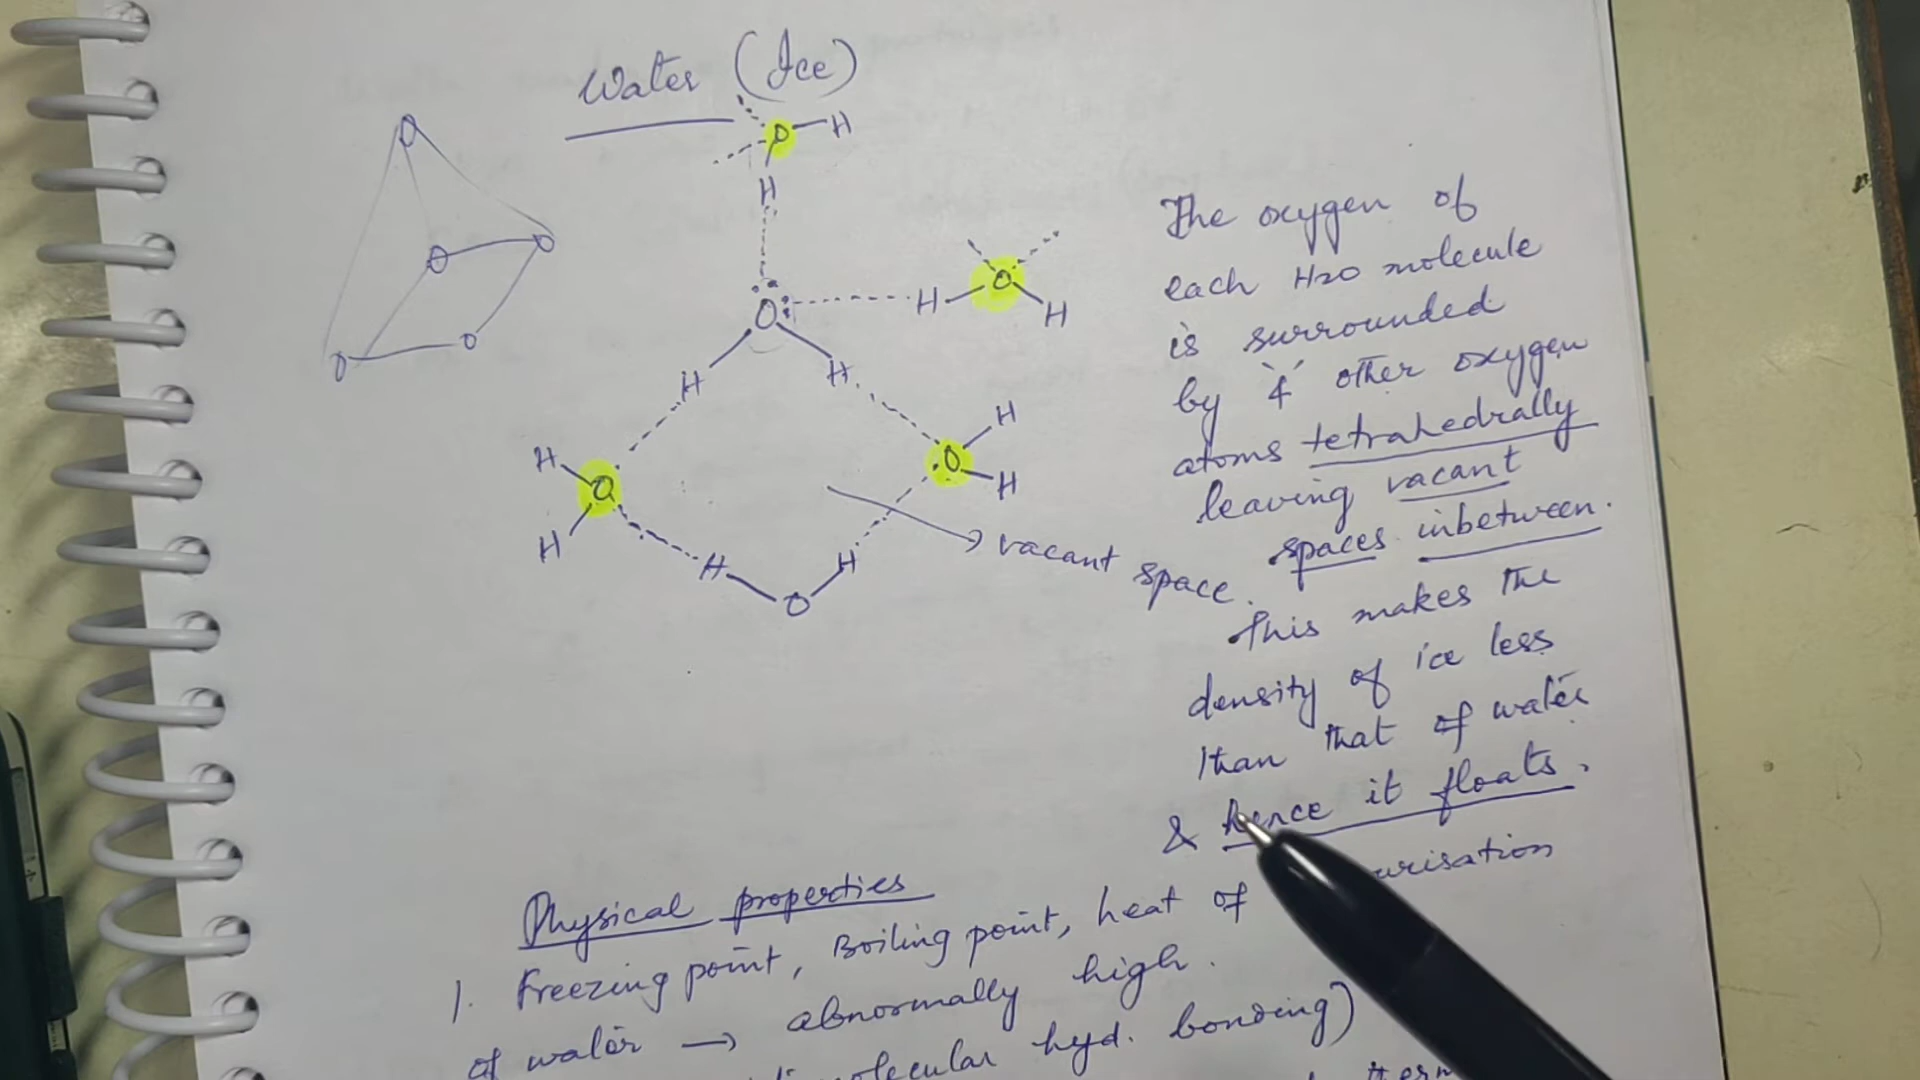 Water (Ice)
O-H
H
O
H-O
H
H
H
H
O
H
O
H
H
H
H
O
vacant space.
The oxygen of
each H2O molecule
is surrounded
by '4' other oxygen
atoms tetrahedrally
leaving vacant
spaces inbetween.
This makes the
density of ice less
than that of water
& hence it floats.
Physical properties
1. Freezing point, Boiling point, heat of
of water → abnormally high.
hyd. bonding)